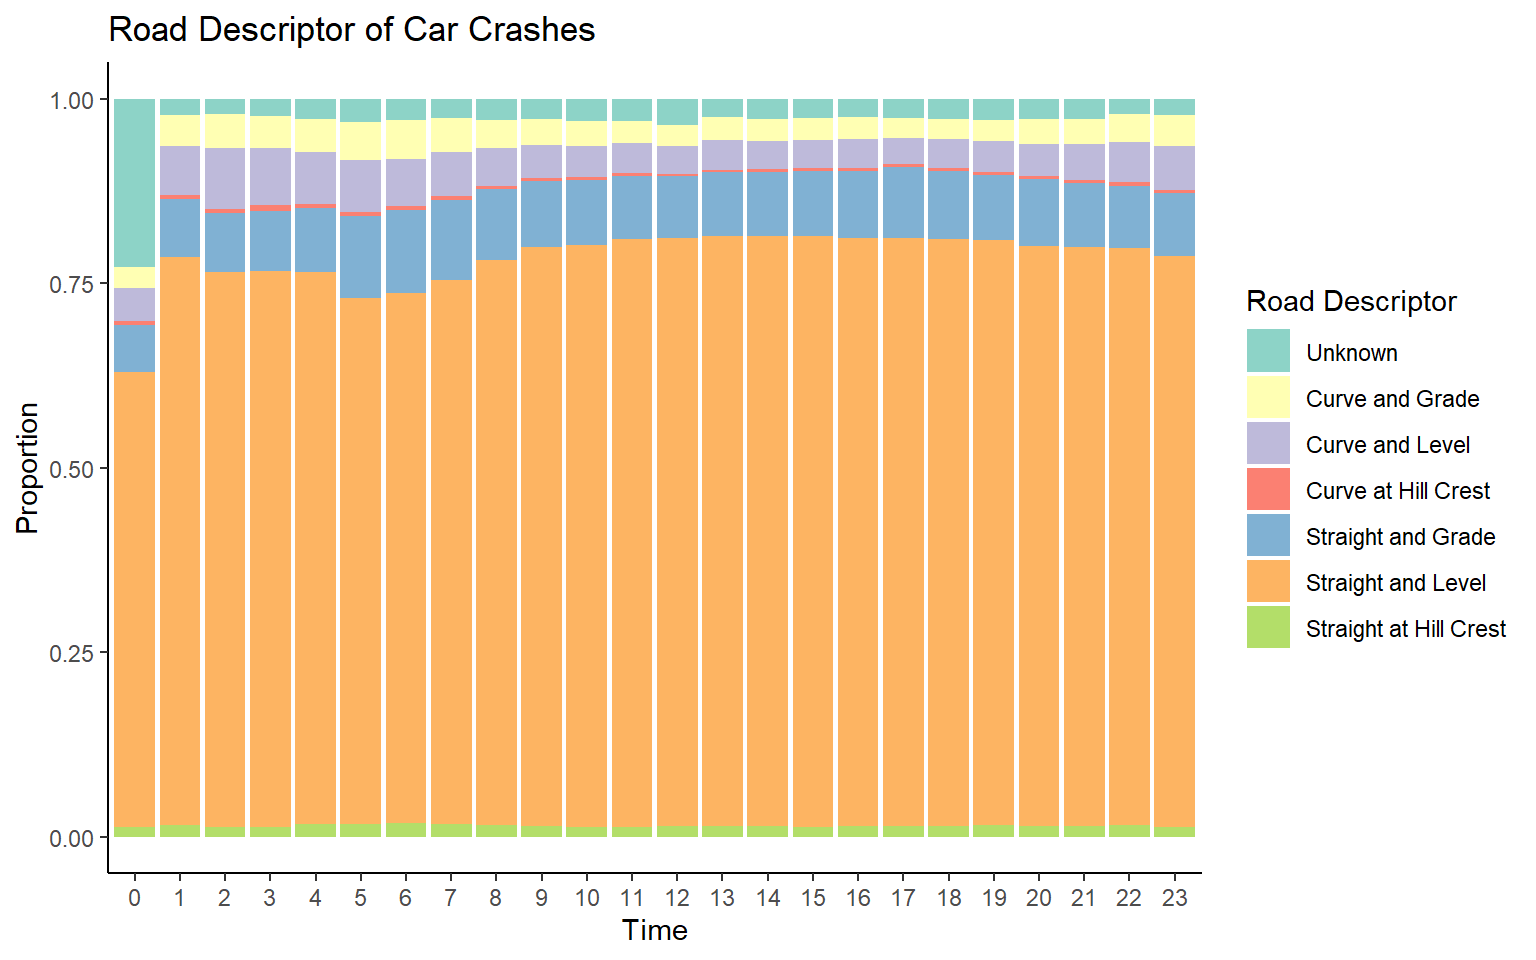 Road Descriptor of Car Crashes
1.00
0.75
0.50
0.25
0.00
Proportion
0 1 2 3 4 5 6 7 8 9 10 11 12 13 14 15 16 17 18 19 20 21 22 23
Time
Road Descriptor
Unknown
Curve and Grade
Curve and Level
Curve at Hill Crest
Straight and Grade
Straight and Level
Straight at Hill Crest